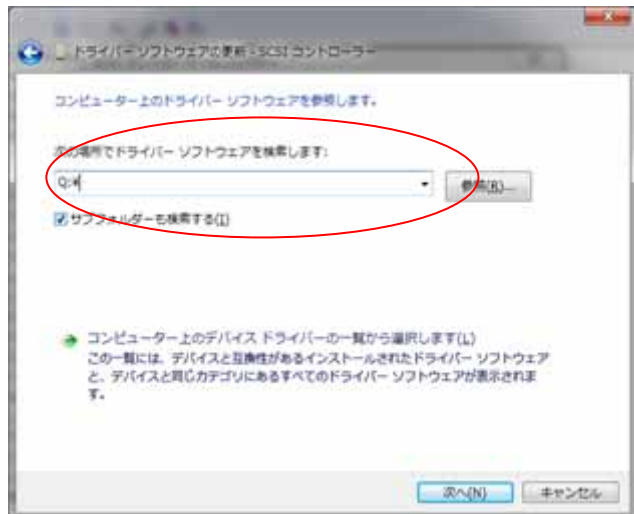 ドライバー ソフトウェアの更新 - SCSI コントローラー
コンピューター上のドライバー ソフトウェアを参照します。
次の場所でドライバー ソフトウェアを検索します:
Q:¥
参照(R)...
サブフォルダーも検索する(I)
コンピューター上のデバイス ドライバーの一覧から選択します(L)
この一覧には、デバイスと互換性があるインストールされたドライバー ソフトウェア
と、デバイスと同じカテゴリにあるすべてのドライバー ソフトウェアが表示されま
す。
次へ(N)
キャンセル